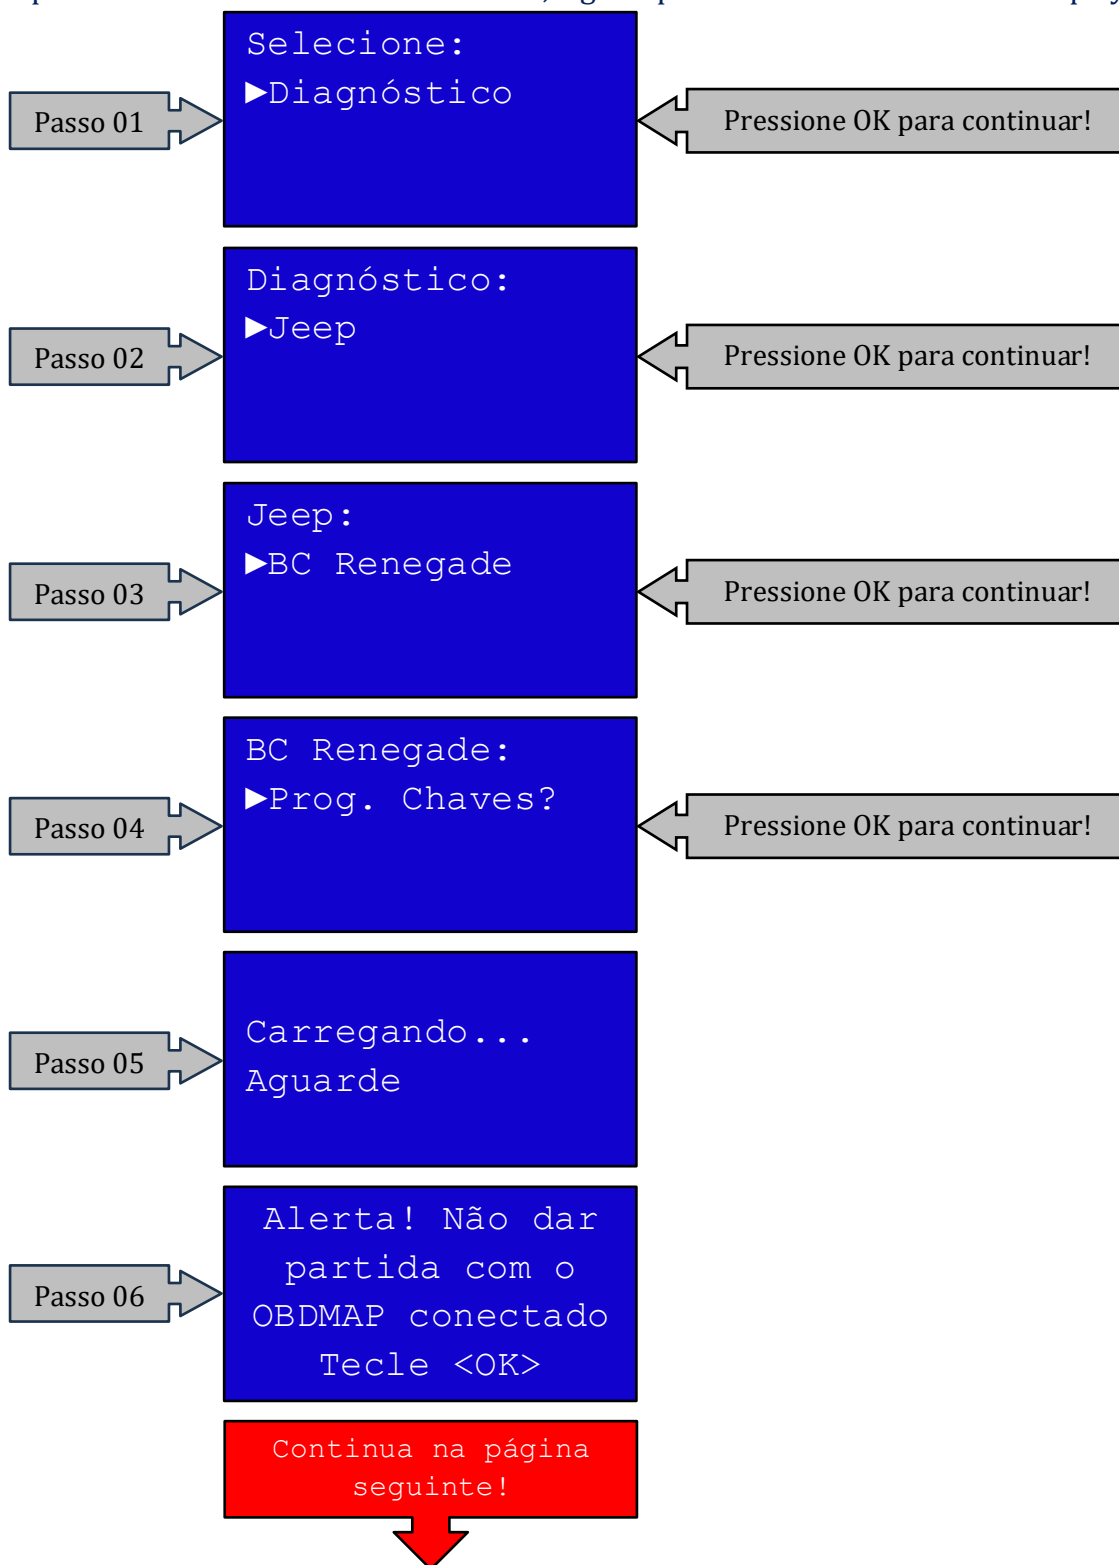 Selecione:
►Diagnóstico
Passo 01
Pressione OK para continuar!
Diagnóstico:
►Jeep
Passo 02
Pressione OK para continuar!
Jeep:
►BC Renegade
Passo 03
Pressione OK para continuar!
BC Renegade:
►Prog. Chaves?
Passo 04
Pressione OK para continuar!
Carregando...
Aguarde
Passo 05
Alerta! Não dar
partida com o
OBDMAP conectado
Tecle <OK>
Passo 06
Continua na página
seguinte!